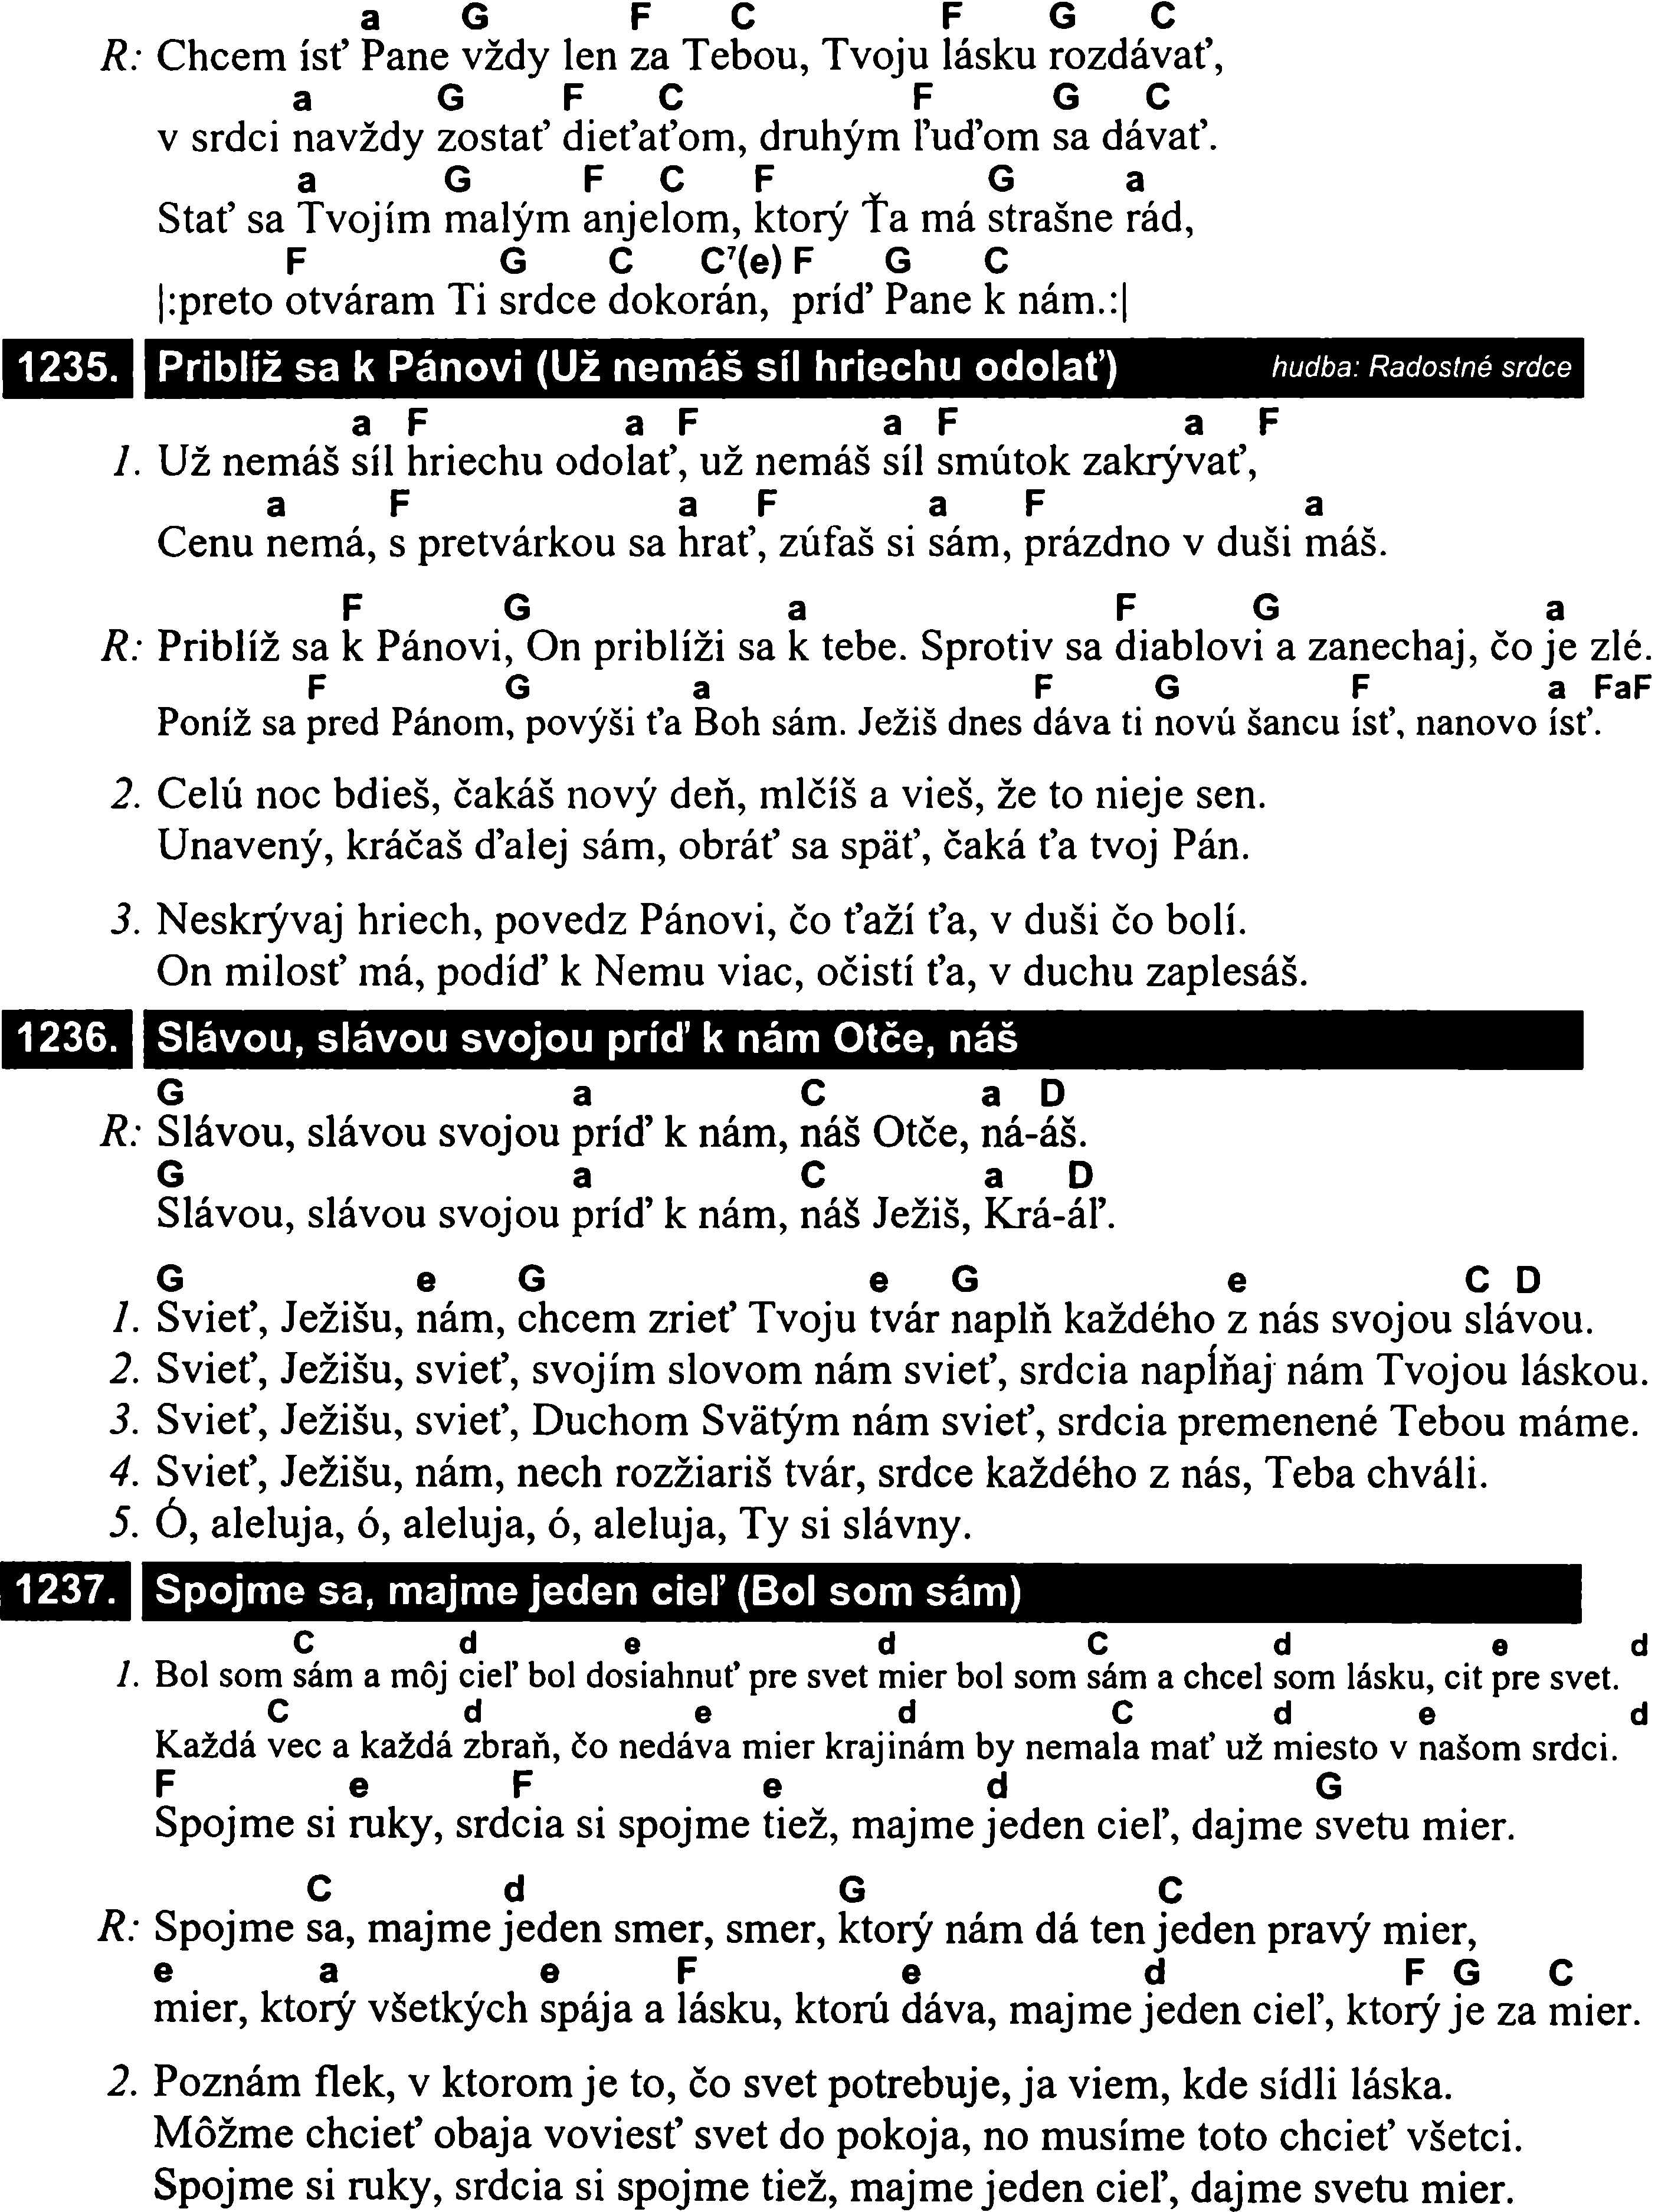 a G F C F G C
R: Chcem ísť Pane vždy len za Tebou, Tvoju lásku rozdávať,
a G F C F G C
v srdci navždy zostať dieťaťom, druhým ľuďom sa dávať.
a G F C F G a
Stať sa Tvojím malým anjelom, ktorý Ťa má strašne rád,
F G C C⁷(e) F G C
|:preto otváram Ti srdce dokorán, príď Pane k nám.:|
1235. Priblíž sa k Pánovi (Už nemáš síl hriechu odolať) hudba: Radostné srdce
a F a F a F a F
1. Už nemáš síl hriechu odolať, už nemáš síl smútok zakrývať,
a F a F a F a
Cenu nemá, s pretvárkou sa hrať, zúfaš si sám, prázdno v duši máš.
F G a F G a
R: Priblíž sa k Pánovi, On priblíži sa k tebe. Sprotiv sa diablovi a zanechaj, čo je zlé.
F G a F G F a FaF
Poníž sa pred Pánom, povýši ťa Boh sám. Ježiš dnes dáva ti novú šancu ísť, nanovo ísť.
2. Celú noc bdieš, čakáš nový deň, mlčíš a vieš, že to nieje sen.
Unavený, kráčaš ďalej sám, obráť sa späť, čaká ťa tvoj Pán.
3. Neskrývaj hriech, povedz Pánovi, čo ťaží ťa, v duši čo bolí.
On milosť má, podíď k Nemu viac, očistí ťa, v duchu zaplesáš.
1236. Slávou, slávou svojou príď k nám Otče, náš
G a C a D
R: Slávou, slávou svojou príď k nám, náš Otče, ná-áš.
G a C a D
Slávou, slávou svojou príď k nám, náš Ježiš, Krá-áľ.
G e G e G e C D
1. Svieť, Ježišu, nám, chcem zrieť Tvoju tvár naplň každého z nás svojou slávou.
2. Svieť, Ježišu, svieť, svojím slovom nám svieť, srdcia napĺňaj nám Tvojou láskou.
3. Svieť, Ježišu, svieť, Duchom Svätým nám svieť, srdcia premenené Tebou máme.
4. Svieť, Ježišu, nám, nech rozžiariš tvár, srdce každého z nás, Teba chváli.
5. Ó, aleluja, ó, aleluja, ó, aleluja, Ty si slávny.
1237. Spojme sa, majme jeden cieľ (Bol som sám)
C d e d C d e d
1. Bol som sám a môj cieľ bol dosiahnuť pre svet mier bol som sám a chcel som lásku, cit pre svet.
C d e d C d e d
Každá vec a každá zbraň, čo nedáva mier krajinám by nemala mať už miesto v našom srdci.
F e F e d G
Spojme si ruky, srdcia si spojme tiež, majme jeden cieľ, dajme svetu mier.
C d G C
R: Spojme sa, majme jeden smer, smer, ktorý nám dá ten jeden pravý mier,
e a e F e d F G C
mier, ktorý všetkých spája a lásku, ktorú dáva, majme jeden cieľ, ktorý je za mier.
2. Poznám flek, v ktorom je to, čo svet potrebuje, ja viem, kde sídli láska.
Môžme chcieť obaja voviesť svet do pokoja, no musíme toto chcieť všetci.
Spojme si ruky, srdcia si spojme tiež, majme jeden cieľ, dajme svetu mier.